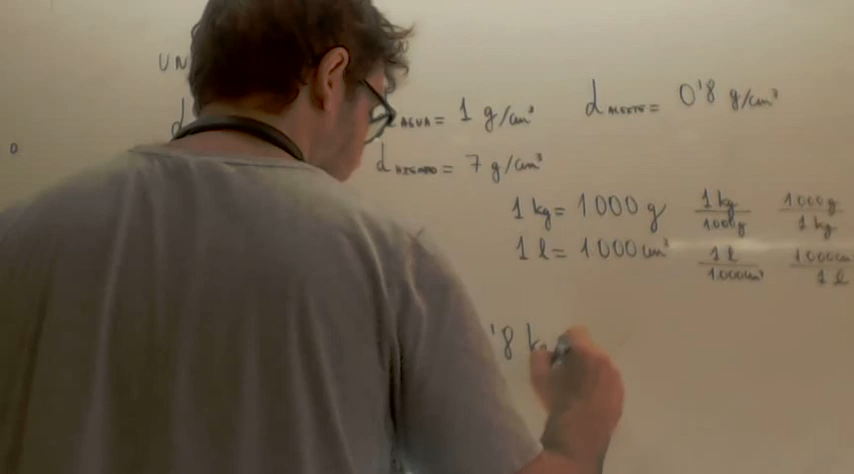 UN
d AGUA = 1 g/cm³
d ACEITE = 0'8 g/cm³
d HIERRO = 7 g/cm³
1 kg = 1000 g
1 kg / 1000 g
1000 g / 1 kg
1 l = 1000 cm³
1 l / 1000 cm³
1000 cm / 1 l
'8 k